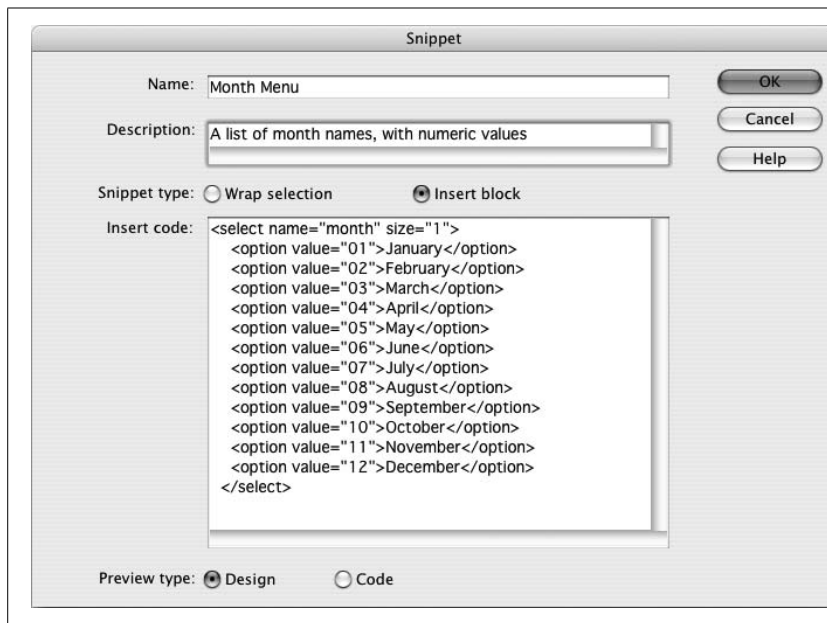 Snippet
Name: Month Menu
OK
Description: A list of month names, with numeric values
Cancel
Help
Snippet type: Wrap selection Insert block
Insert code: <select name="month" size="1">
<option value="01">January</option>
<option value="02">February</option>
<option value="03">March</option>
<option value="04">April</option>
<option value="05">May</option>
<option value="06">June</option>
<option value="07">July</option>
<option value="08">August</option>
<option value="09">September</option>
<option value="10">October</option>
<option value="11">November</option>
<option value="12">December</option>
</select>
Preview type: Design Code